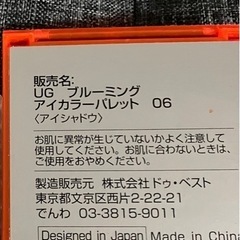 販売名:
UG ブルーミング
アイカラーパレット 06
〈アイシャドウ〉
お肌に異常が生じていないかよく注意して
使用してください。お肌に合わないときは、
ご使用をおやめください。
製造販売元 株式会社ドゥ・ベスト
東京都文京区西片2-22-21
でんわ 03-3815-9011
Designed in Japan Made in China